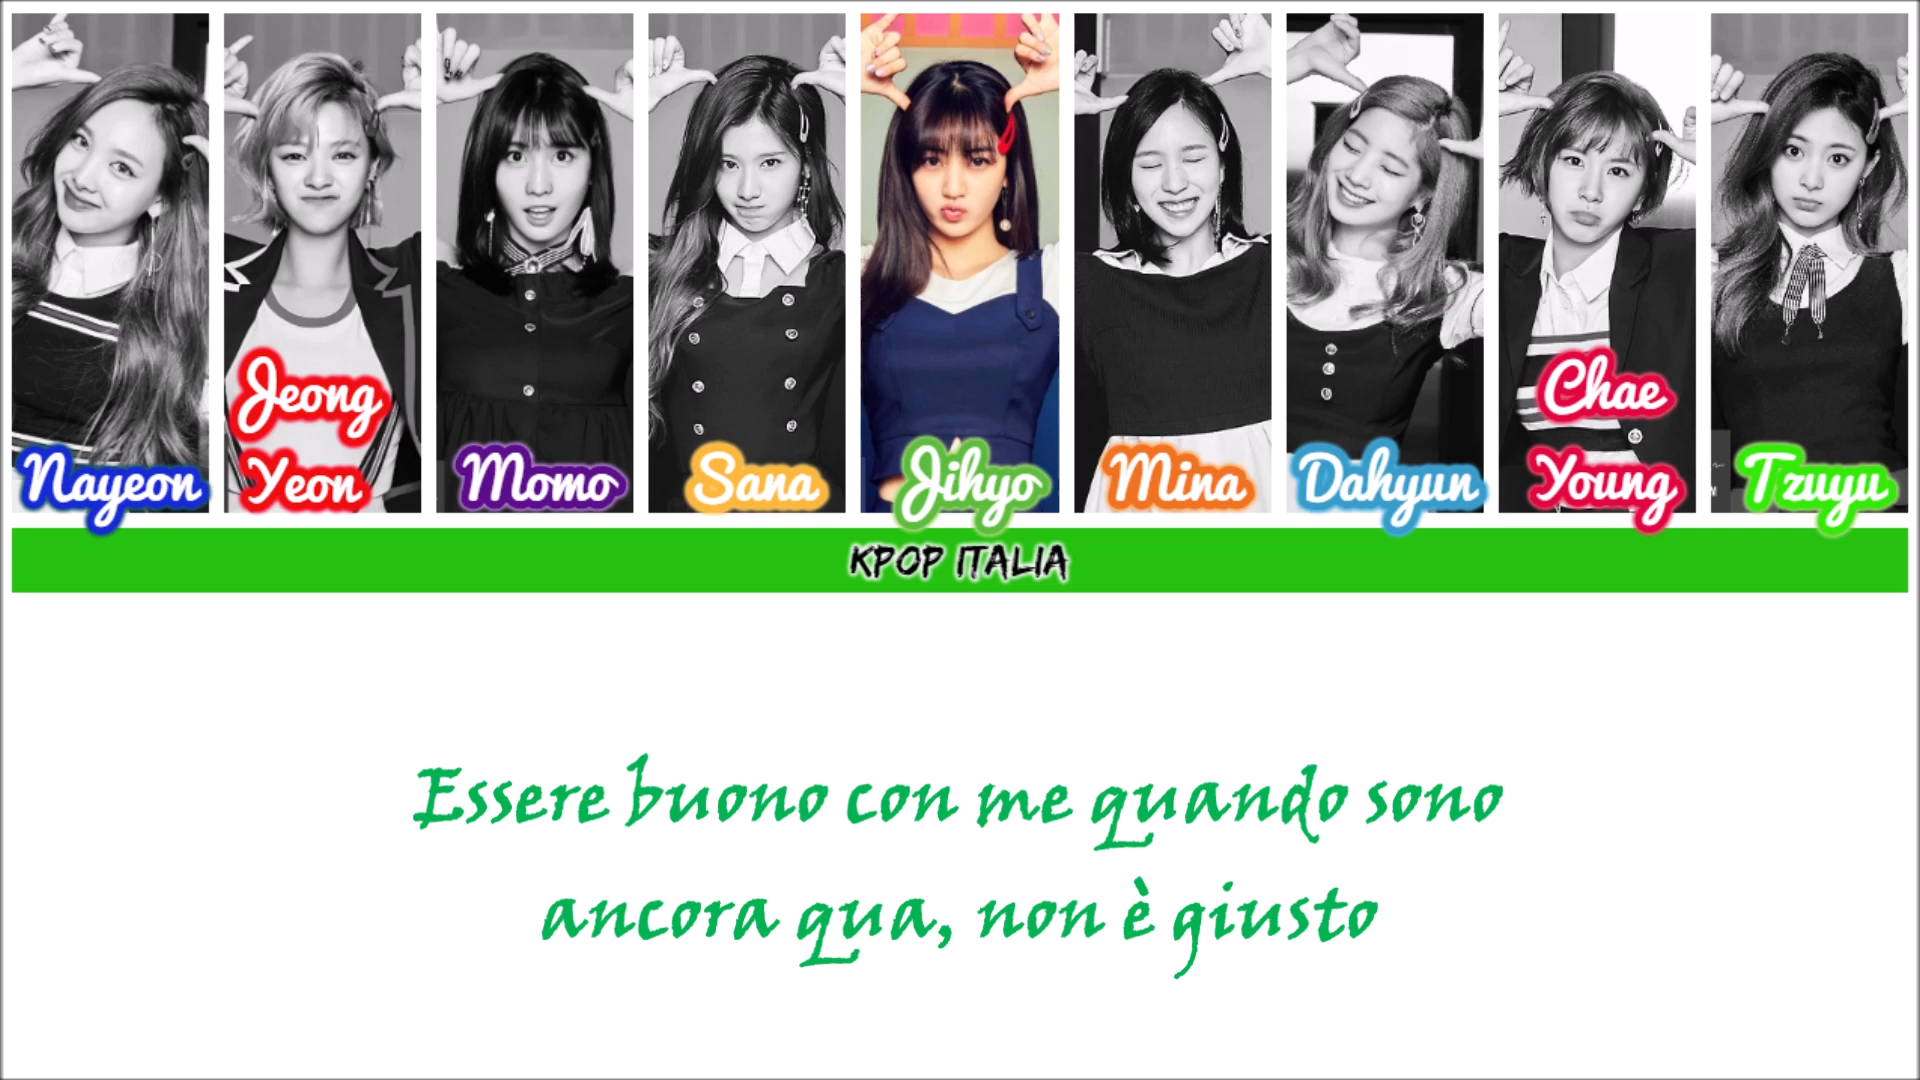 Nayeon
Jeong
Yeon
Momo
Sana
Jihyo
Mina
Dahyun
Chae
Young
Tzuyu
KPOP ITALIA
Essere buono con me quando sono
ancora qua, non è giusto